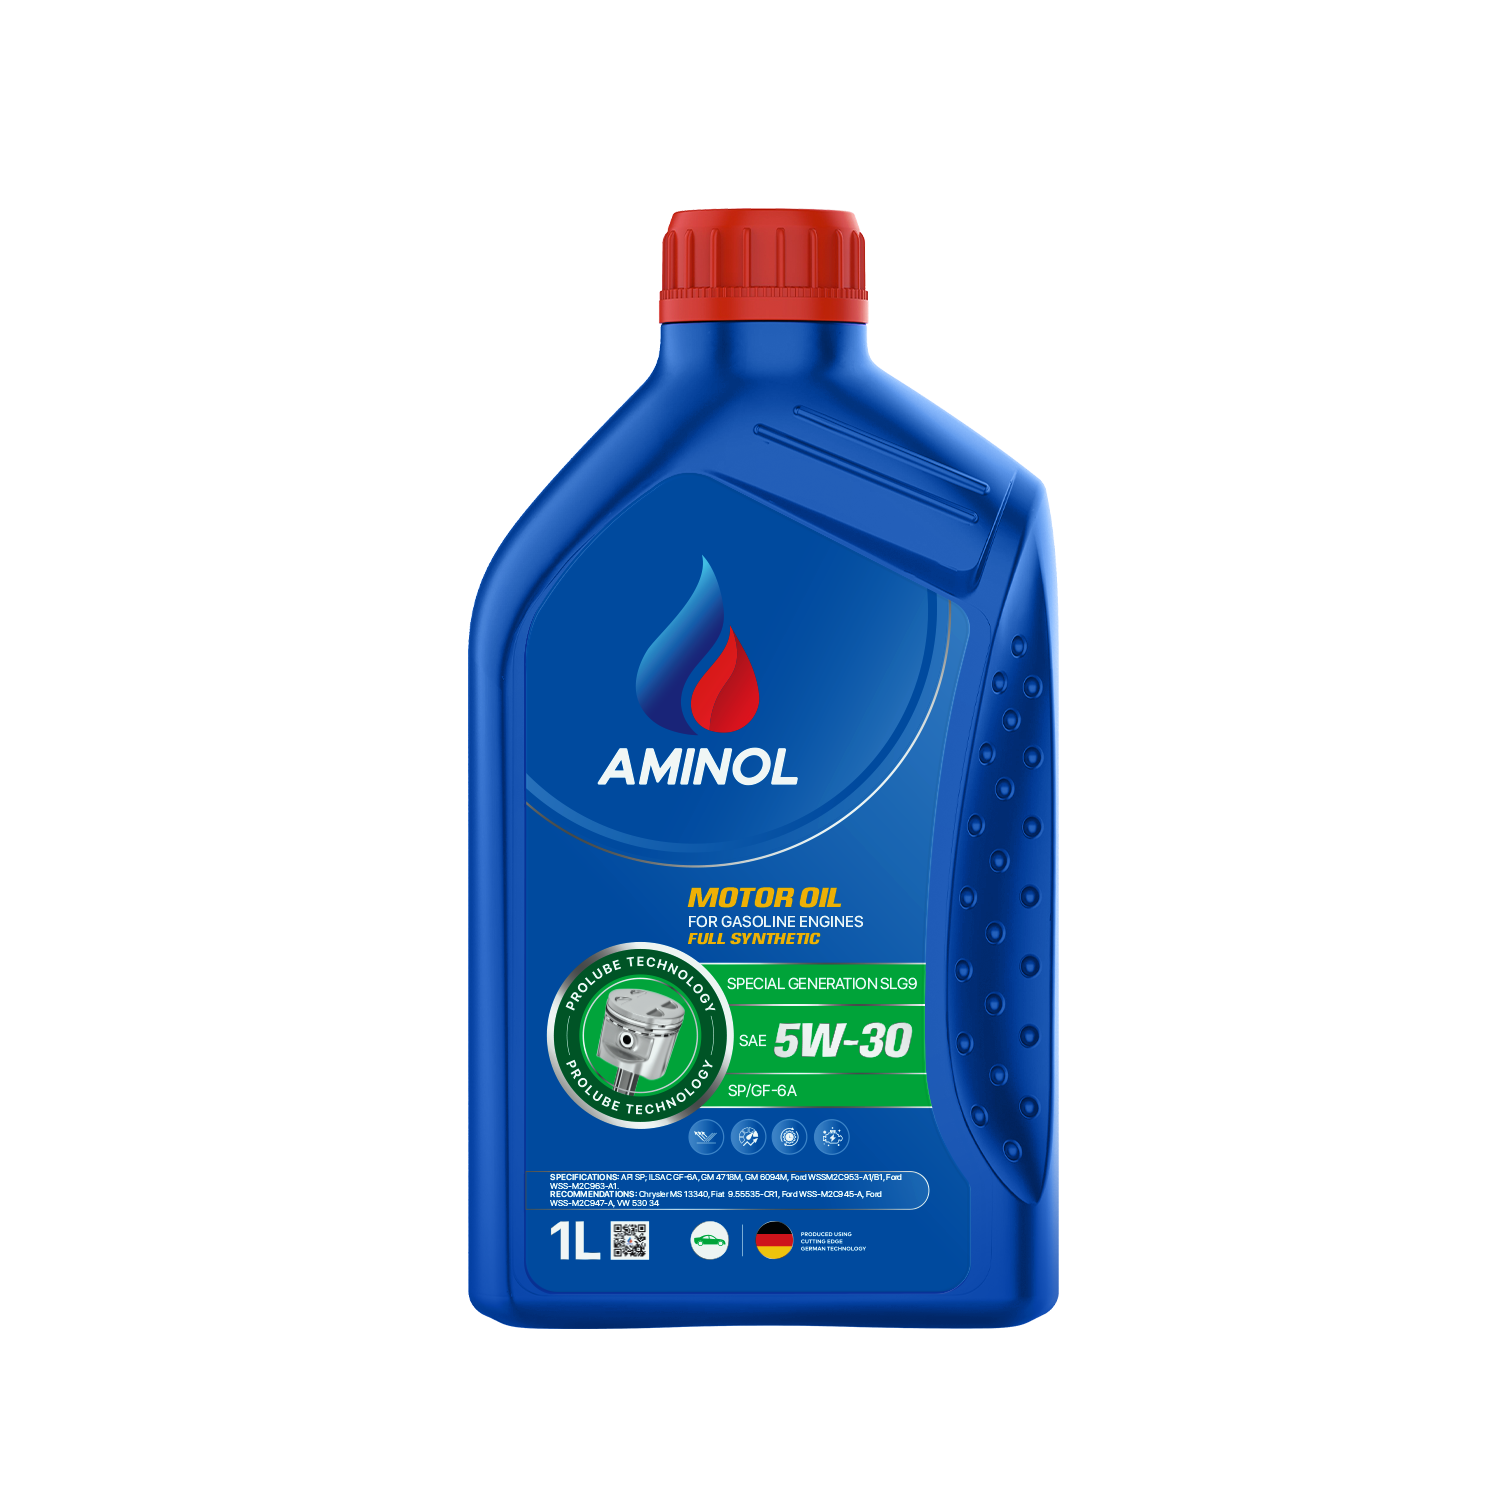 AMINOL
MOTOR OIL
FOR GASOLINE ENGINES
FULL SYNTHETIC
PROLUBE TECHNOLOGY
PROLUBE TECHNOLOGY
SPECIAL GENERATION SLG9
SAE 5W-30
SP/GF-6A
SPECIFICATIONS: API SP; ILSAC GF-6A, GM 4718M, GM 6094M, Ford WSSM2C953-A1/B1, Ford
WSS-M2C963-A1.
RECOMMENDATIONS: Chrysler MS 13340, Fiat 9.55535-CR1, Ford WSS-M2C945-A, Ford
WSS-M2C947-A, VW 530 34
1L
PRODUCED USING
CUTTING EDGE
GERMAN TECHNOLOGY